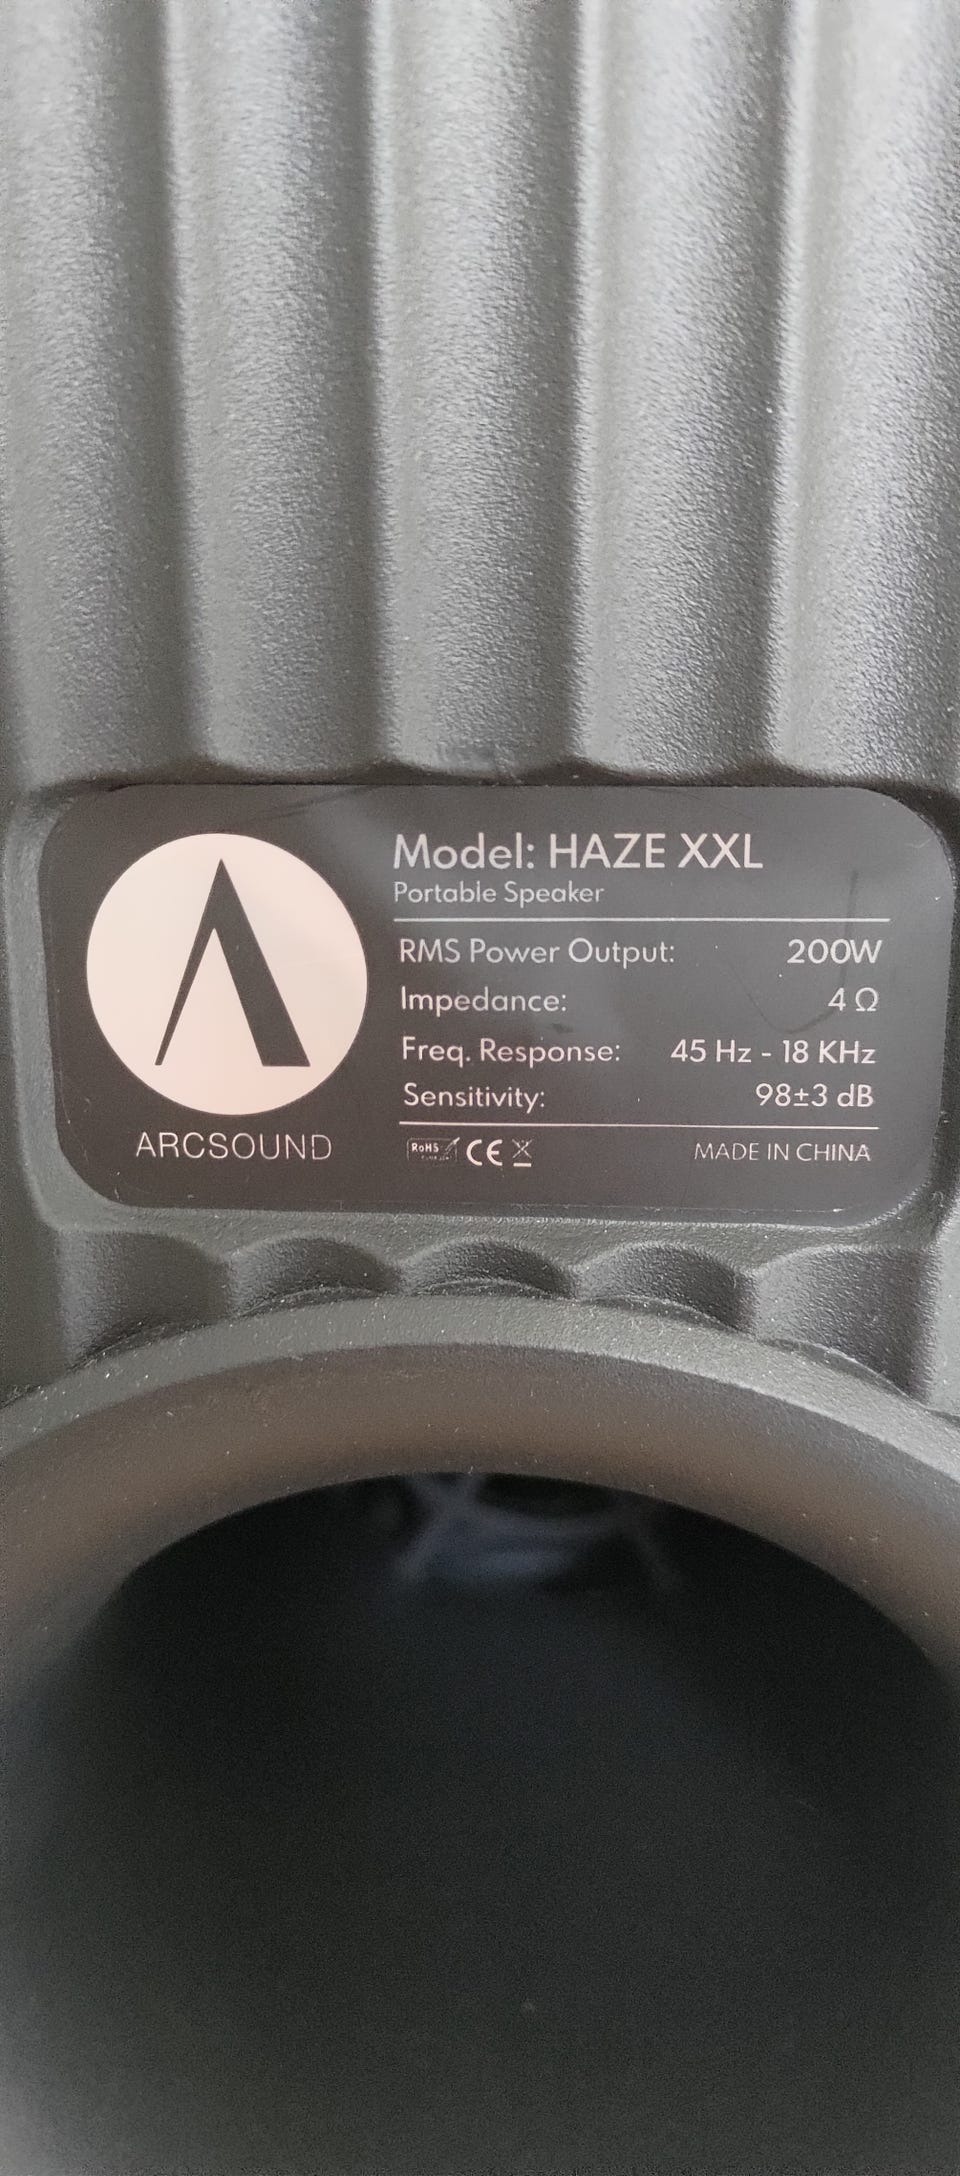 Model: HAZE XXL
Portable Speaker
RMS Power Output: 200W
Impedance: 4 Ω
Freq. Response: 45 Hz - 18 KHz
Sensitivity: 98±3 dB
ARCSOUND
RoHS CE MADE IN CHINA